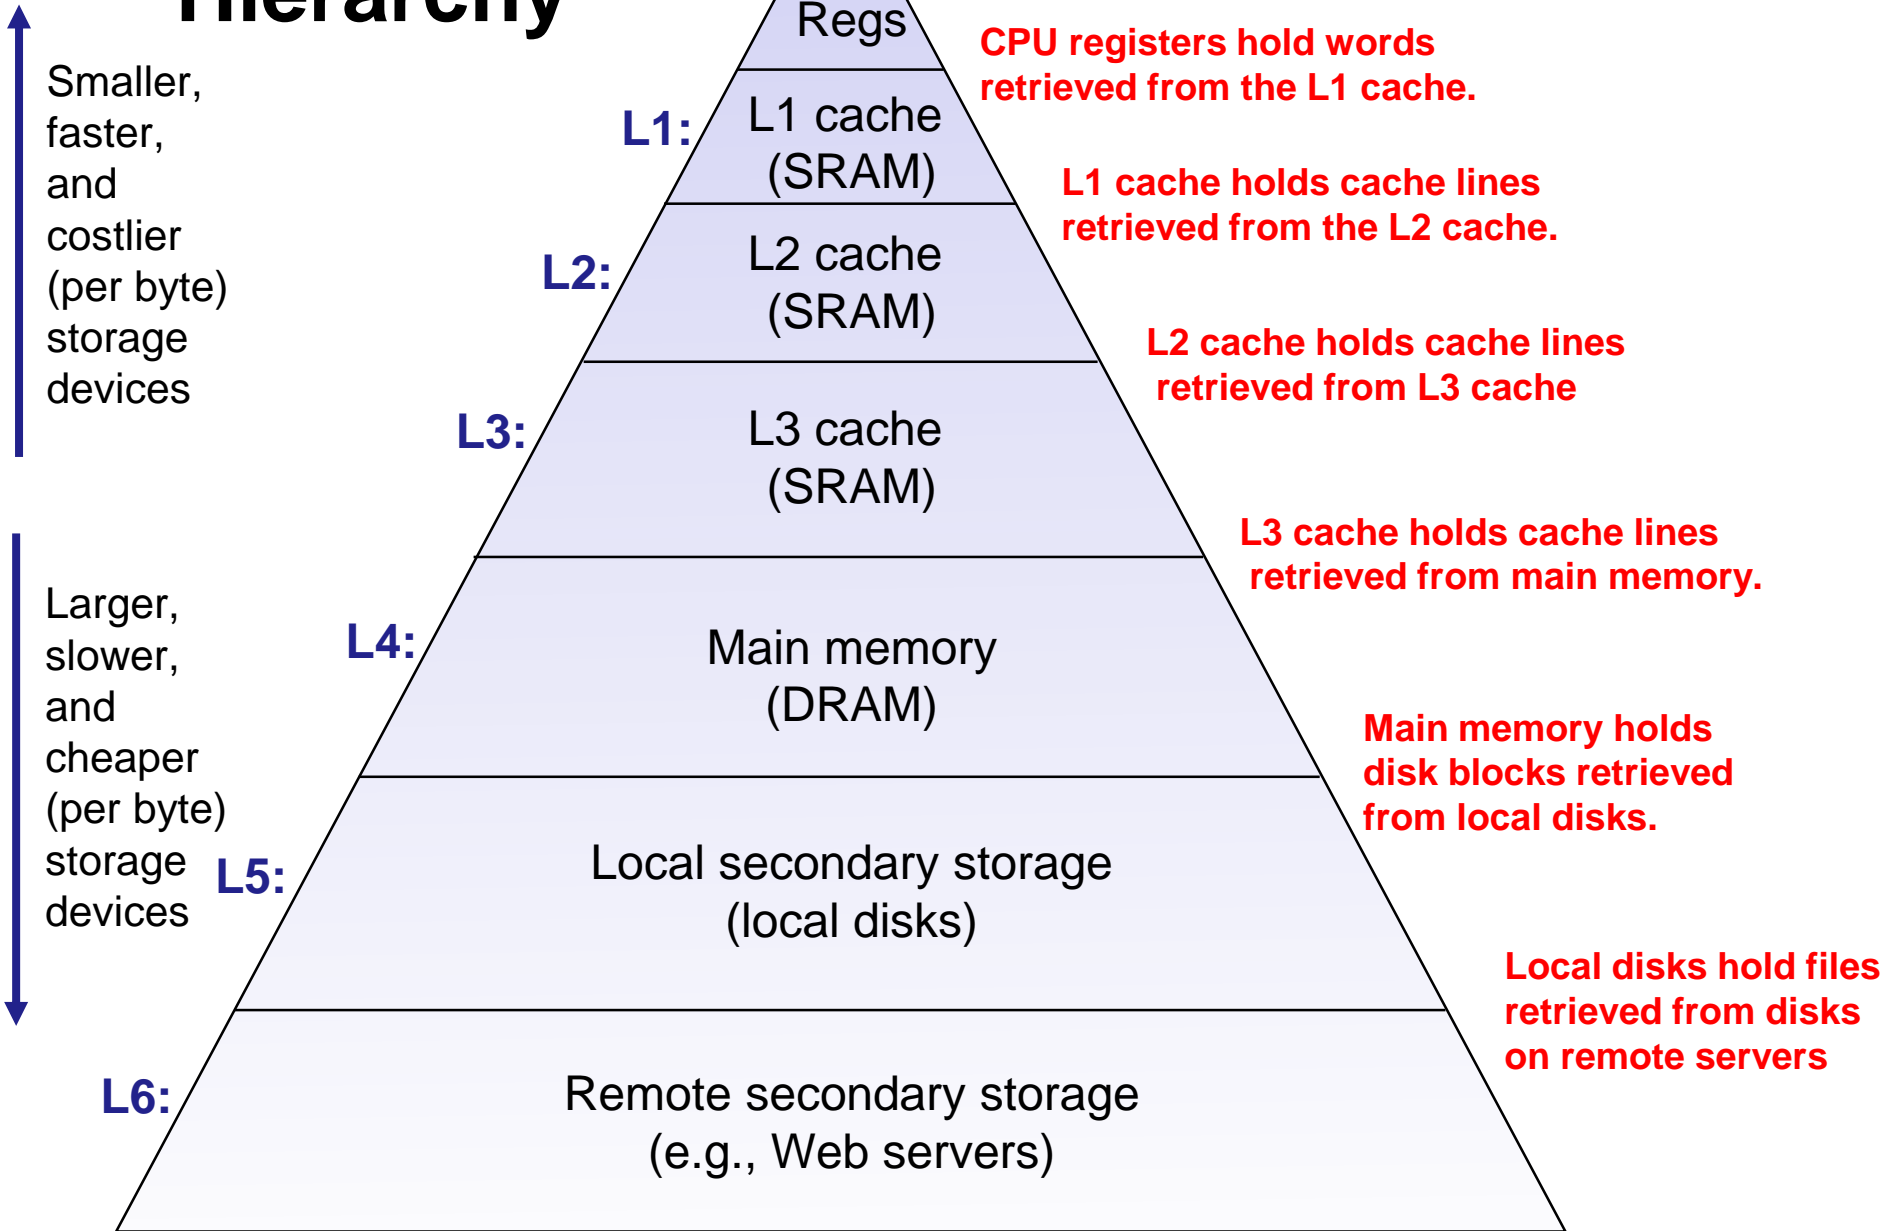 Hierarchy
Regs
CPU registers hold words
retrieved from the L1 cache.
Smaller,
faster,
and
costlier
(per byte)
storage
devices
L1:
L1 cache
(SRAM)
L1 cache holds cache lines
retrieved from the L2 cache.
L2:
L2 cache
(SRAM)
L2 cache holds cache lines
retrieved from L3 cache
L3:
L3 cache
(SRAM)
L3 cache holds cache lines
retrieved from main memory.
Larger,
slower,
and
cheaper
(per byte)
storage
devices
L4:
Main memory
(DRAM)
Main memory holds
disk blocks retrieved
from local disks.
L5:
Local secondary storage
(local disks)
Local disks hold files
retrieved from disks
on remote servers
L6:
Remote secondary storage
(e.g., Web servers)